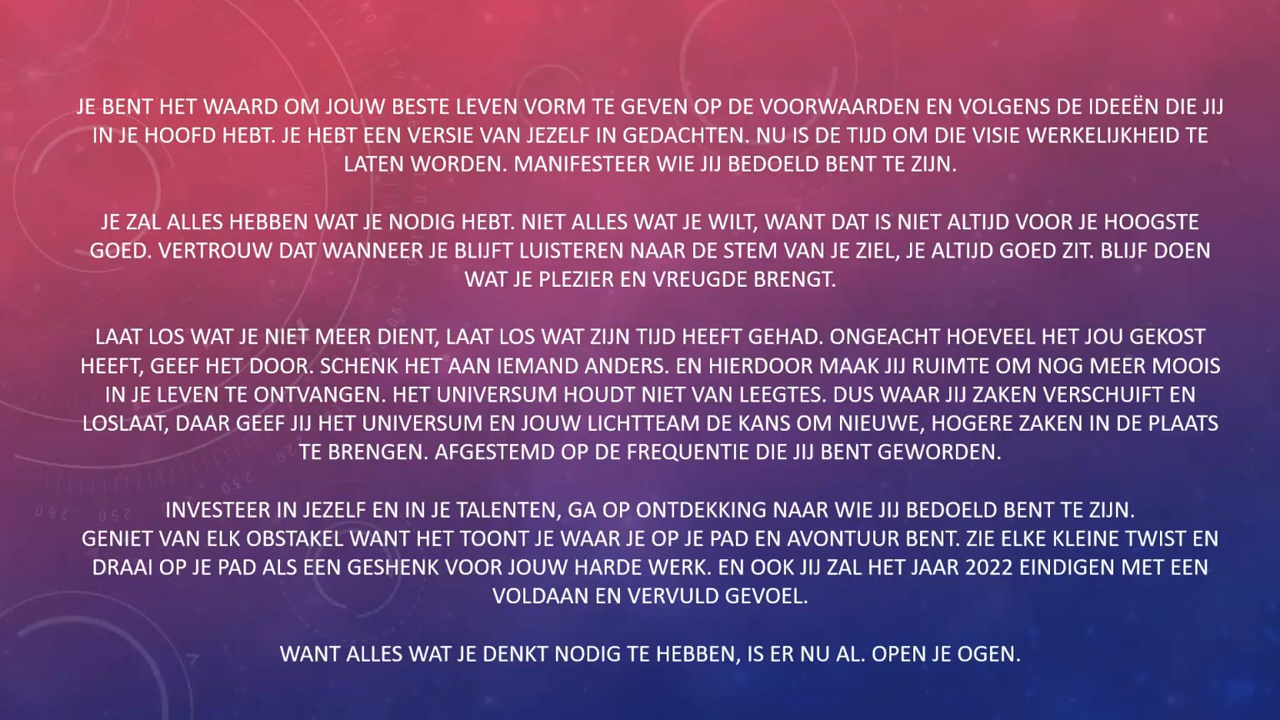 JE BENT HET WAARD OM JOUW BESTE LEVEN VORM TE GEVEN OP DE VOORWAARDEN EN VOLGENS DE IDEEËN DIE JIJ
IN JE HOOFD HEBT. JE HEBT EEN VERSIE VAN JEZELF IN GEDACHTEN. NU IS DE TIJD OM DIE VISIE WERKELIJKHEID TE
LATEN WORDEN. MANIFESTEER WIE JIJ BEDOELD BENT TE ZIJN.
JE ZAL ALLES HEBBEN WAT JE NODIG HEBT. NIET ALLES WAT JE WILT, WANT DAT IS NIET ALTIJD VOOR JE HOOGSTE
GOED. VERTROUW DAT WANNEER JE BLIJFT LUISTEREN NAAR DE STEM VAN JE ZIEL, JE ALTIJD GOED ZIT. BLIJF DOEN
WAT JE PLEZIER EN VREUGDE BRENGT.
LAAT LOS WAT JE NIET MEER DIENT, LAAT LOS WAT ZIJN TIJD HEEFT GEHAD. ONGEACHT HOEVEEL HET JOU GEKOST
HEEFT, GEEF HET DOOR. SCHENK HET AAN IEMAND ANDERS. EN HIERDOOR MAAK JIJ RUIMTE OM NOG MEER MOOIS
IN JE LEVEN TE ONTVANGEN. HET UNIVERSUM HOUDT NIET VAN LEEGTES. DUS WAAR JIJ ZAKEN VERSCHUIFT EN
LOSLAAT, DAAR GEEF JIJ HET UNIVERSUM EN JOUW LICHTTEAM DE KANS OM NIEUWE, HOGERE ZAKEN IN DE PLAATS
TE BRENGEN. AFGESTEMD OP DE FREQUENTIE DIE JIJ BENT GEWORDEN.
INVESTEER IN JEZELF EN IN JE TALENTEN, GA OP ONTDEKKING NAAR WIE JIJ BEDOELD BENT TE ZIJN.
GENIET VAN ELK OBSTAKEL WANT HET TOONT JE WAAR JE OP JE PAD EN AVONTUUR BENT. ZIE ELKE KLEINE TWIST EN
DRAAI OP JE PAD ALS EEN GESHENK VOOR JOUW HARDE WERK. EN OOK JIJ ZAL HET JAAR 2022 EINDIGEN MET EEN
VOLDAAN EN VERVULD GEVOEL.
WANT ALLES WAT JE DENKT NODIG TE HEBBEN, IS ER NU AL. OPEN JE OGEN.